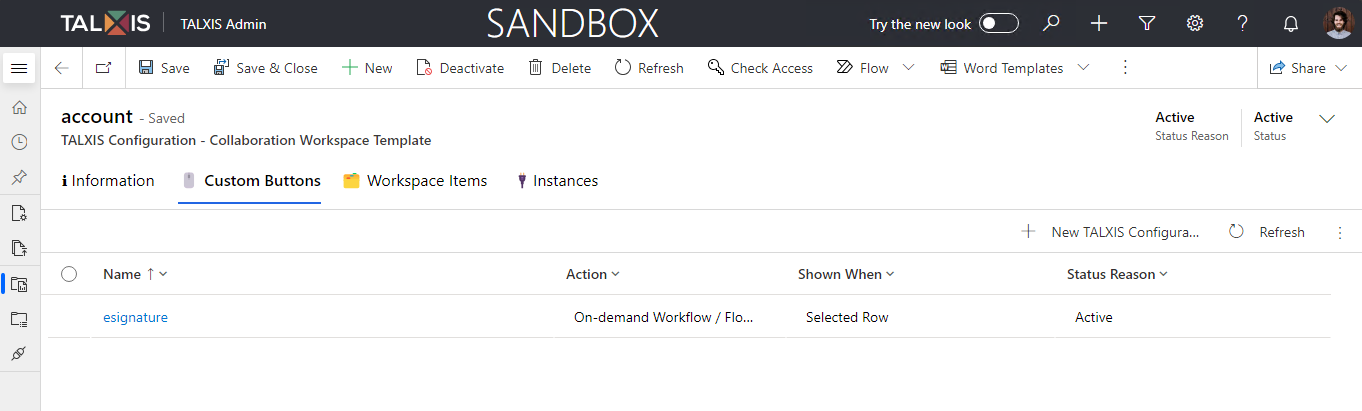 TALXIS TALXIS Admin SANDBOX Try the new look
Save Save & Close New Deactivate Delete Refresh Check Access Flow Word Templates Share
account - Saved
TALXIS Configuration - Collaboration Workspace Template
Active Active
Status Reason Status
Information Custom Buttons Workspace Items Instances
New TALXIS Configura... Refresh
Name Action Shown When Status Reason
esignature On-demand Workflow / Flo... Selected Row Active